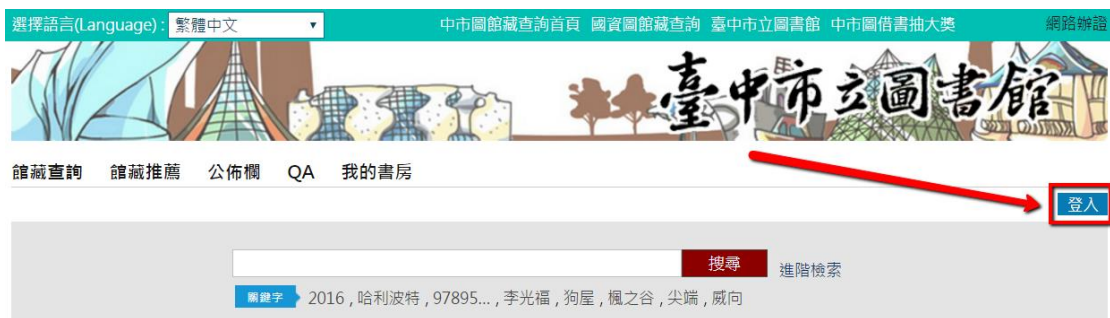 選擇語言(Language) : 繁體中文 中市圖館藏查詢首頁 國資圖館藏查詢 臺中市立圖書館 中市圖借書抽大獎 網路辦證
臺中市立圖書館
館藏查詢 館藏推薦 公佈欄 QA 我的書房
登入
搜尋 進階檢索
關鍵字 2016 , 哈利波特 , 97895... , 李光福 , 狗屋 , 楓之谷 , 尖端 , 威向